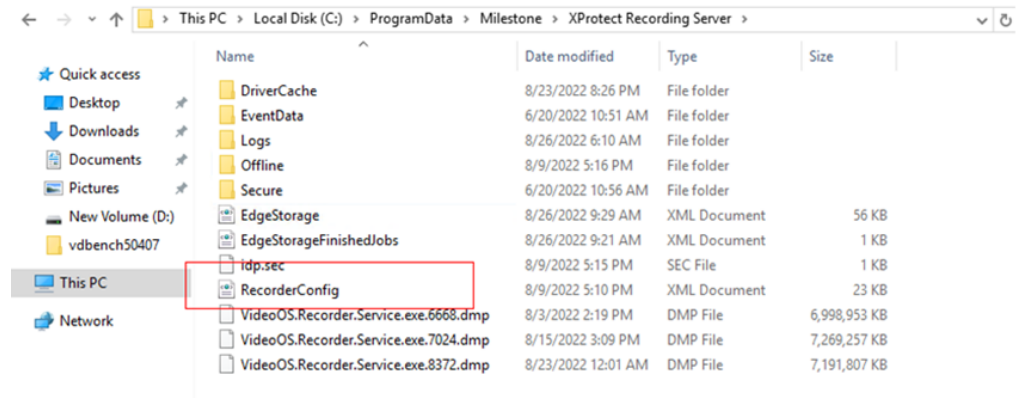 This PC > Local Disk (C:) > ProgramData > Milestone > XProtect Recording Server >
Name Date modified Type Size
Quick access
Desktop
Downloads
Documents
Pictures
New Volume (D:)
vdbench50407
This PC
Network
DriverCache 8/23/2022 8:26 PM File folder
EventData 6/20/2022 10:51 AM File folder
Logs 8/26/2022 6:10 AM File folder
Offline 8/9/2022 5:16 PM File folder
Secure 6/20/2022 10:56 AM File folder
EdgeStorage 8/26/2022 9:29 AM XML Document 56 KB
EdgeStorageFinishedJobs 8/26/2022 9:21 AM XML Document 1 KB
idp.sec 8/9/2022 5:15 PM SEC File 1 KB
RecorderConfig 8/9/2022 5:10 PM XML Document 23 KB
VideoOS.Recorder.Service.exe.6668.dmp 8/3/2022 2:19 PM DMP File 6,998,953 KB
VideoOS.Recorder.Service.exe.7024.dmp 8/15/2022 3:09 PM DMP File 7,269,257 KB
VideoOS.Recorder.Service.exe.8372.dmp 8/23/2022 12:01 AM DMP File 7,191,807 KB